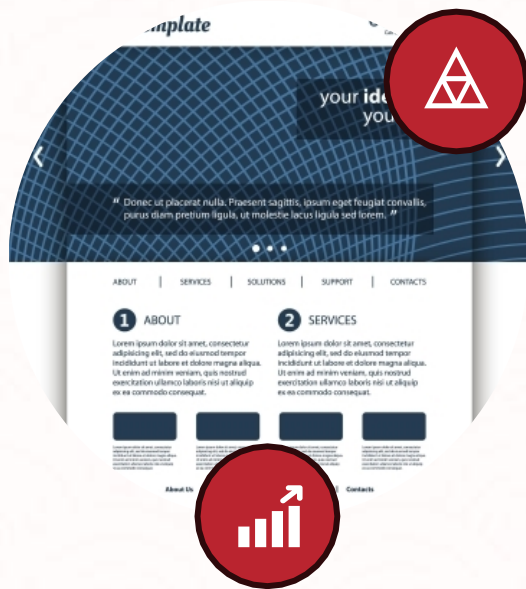 mplate
your ide
you
“ Donec ut placerat nulla. Praesent sagittis, ipsum eget feugiat convallis,
purus diam pretium ligula, ut molestie lacus ligula sed lorem. ”
ABOUT | SERVICES | SOLUTIONS | SUPPORT | CONTACTS
1 ABOUT
Lorem ipsum dolor sit amet, consectetur
adipisicing elit, sed do eiusmod tempor
incididunt ut labore et dolore magna aliqua.
Ut enim ad minim veniam, quis nostrud
exercitation ullamco laboris nisi ut aliquip
ex ea commodo consequat.
2 SERVICES
Lorem ipsum dolor sit amet, consectetur
adipisicing elit, sed do eiusmod tempor
incididunt ut labore et dolore magna aliqua.
Ut enim ad minim veniam, quis nostrud
exercitation ullamco laboris nisi ut aliquip
ex ea commodo consequat.
About Us | Contacts